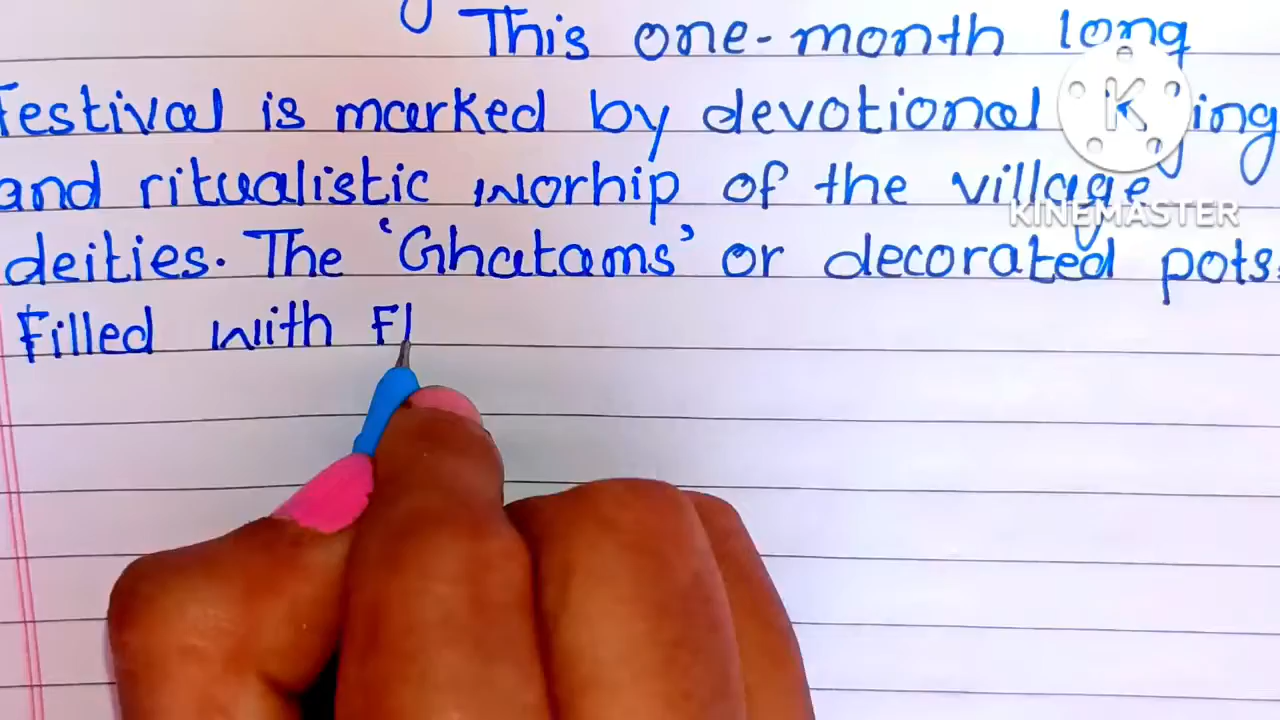 This one-month long
Festival is marked by devotional
and ritualistic worhip of the village
deities. The 'Ghatams' or decorated pots
Filled with Fl
KINEMASTER